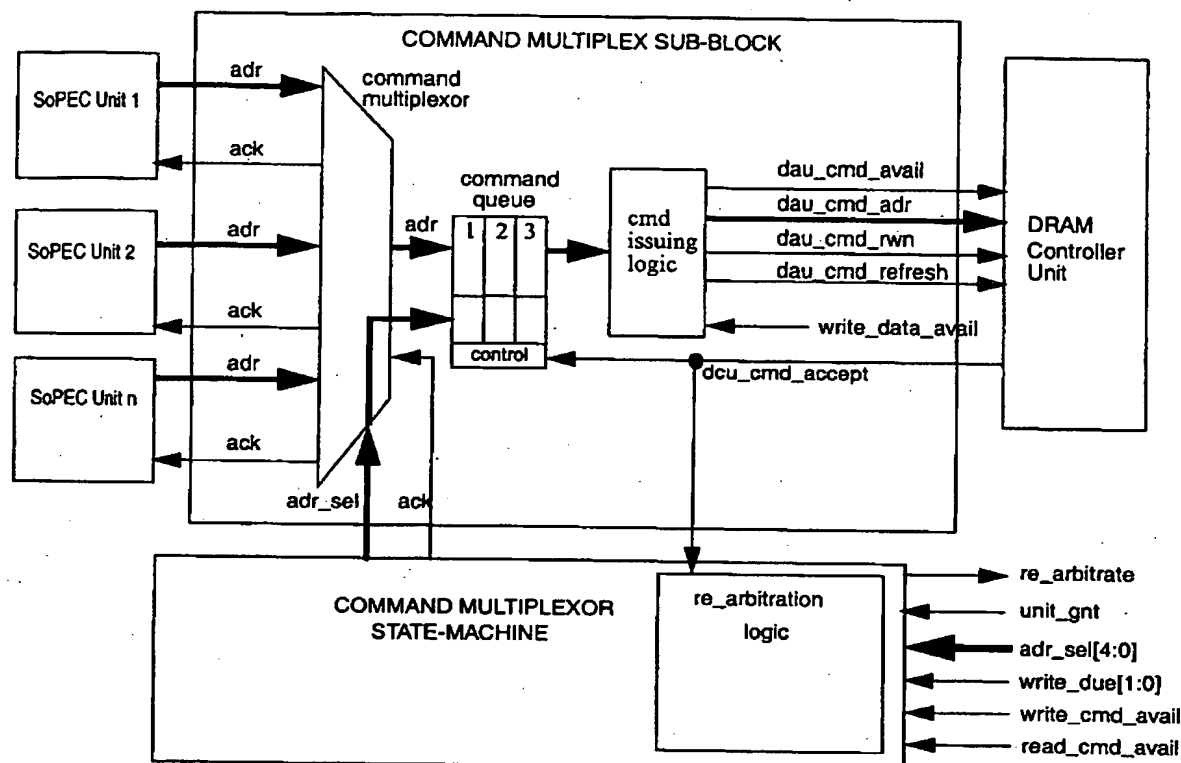 COMMAND MULTIPLEX SUB-BLOCK
SoPEC Unit 1
adr
ack
command
multiplexor
SoPEC Unit 2
adr
ack
SoPEC Unit n
adr
ack
adr
command
queue
1 2 3
control
cmd
issuing
logic
dau_cmd_avail
dau_cmd_adr
dau_cmd_rwn
dau_cmd_refresh
write_data_avail
dcu_cmd_accept
DRAM
Controller
Unit
adr_sel
ack
COMMAND MULTIPLEXOR
STATE-MACHINE
re_arbitration
logic
re_arbitrate
unit_gnt
adr_sel[4:0]
write_due[1:0]
write_cmd_avail
read_cmd_avail